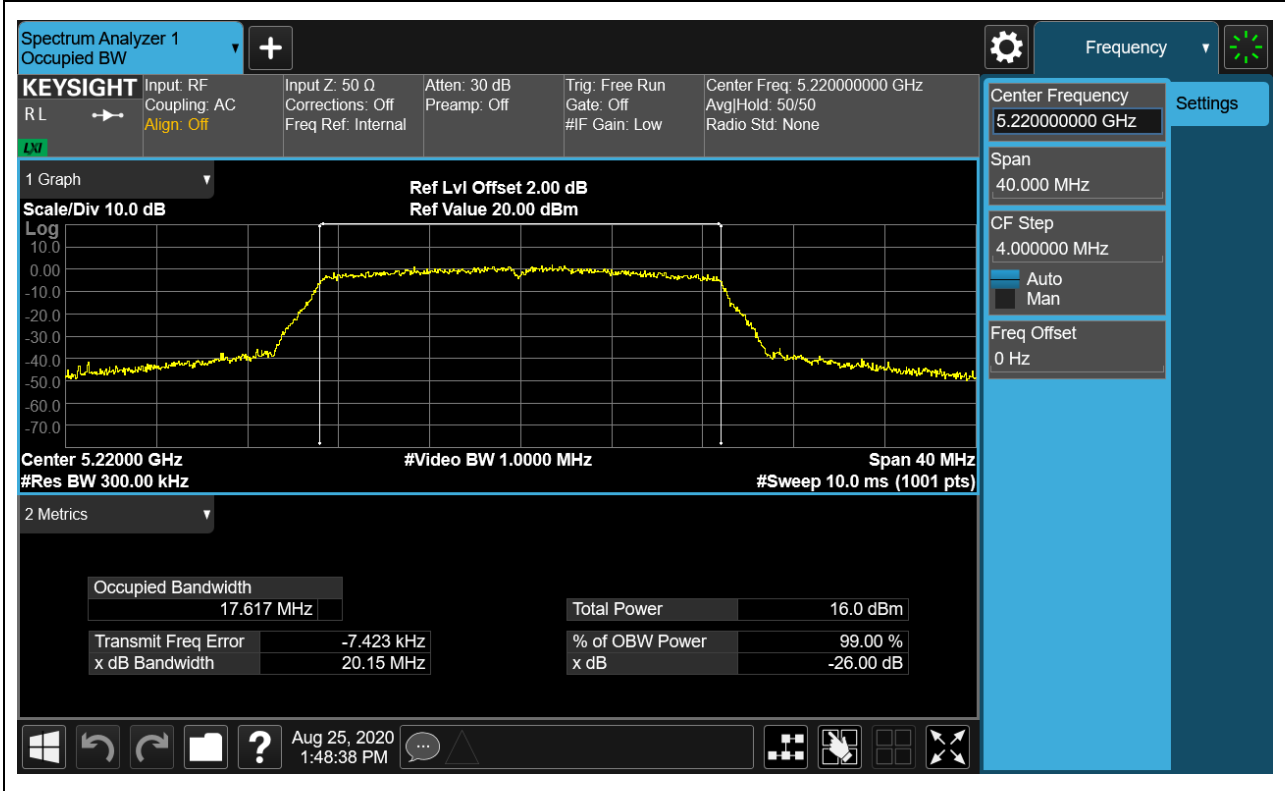 Spectrum Analyzer 1
Occupied BW
Frequency
KEYSIGHT
R L
LXI
Input: RF
Coupling: AC
Align: Off
Input Z: 50 Ω
Corrections: Off
Freq Ref: Internal
Atten: 30 dB
Preamp: Off
Trig: Free Run
Gate: Off
#IF Gain: Low
Center Freq: 5.220000000 GHz
Avg|Hold: 50/50
Radio Std: None
Center Frequency
5.220000000 GHz
Settings
Span
40.000 MHz
CF Step
4.000000 MHz
Auto
Man
Freq Offset
0 Hz
1 Graph
Scale/Div 10.0 dB
Ref Lvl Offset 2.00 dB
Ref Value 20.00 dBm
Log
10.0
0.00
-10.0
-20.0
-30.0
-40.0
-50.0
-60.0
-70.0
Center 5.22000 GHz
#Video BW 1.0000 MHz
Span 40 MHz
#Res BW 300.00 kHz
#Sweep 10.0 ms (1001 pts)
2 Metrics
Occupied Bandwidth
17.617 MHz
Total Power 16.0 dBm
Transmit Freq Error -7.423 kHz
% of OBW Power 99.00 %
x dB Bandwidth 20.15 MHz
x dB -26.00 dB
Aug 25, 2020
1:48:38 PM